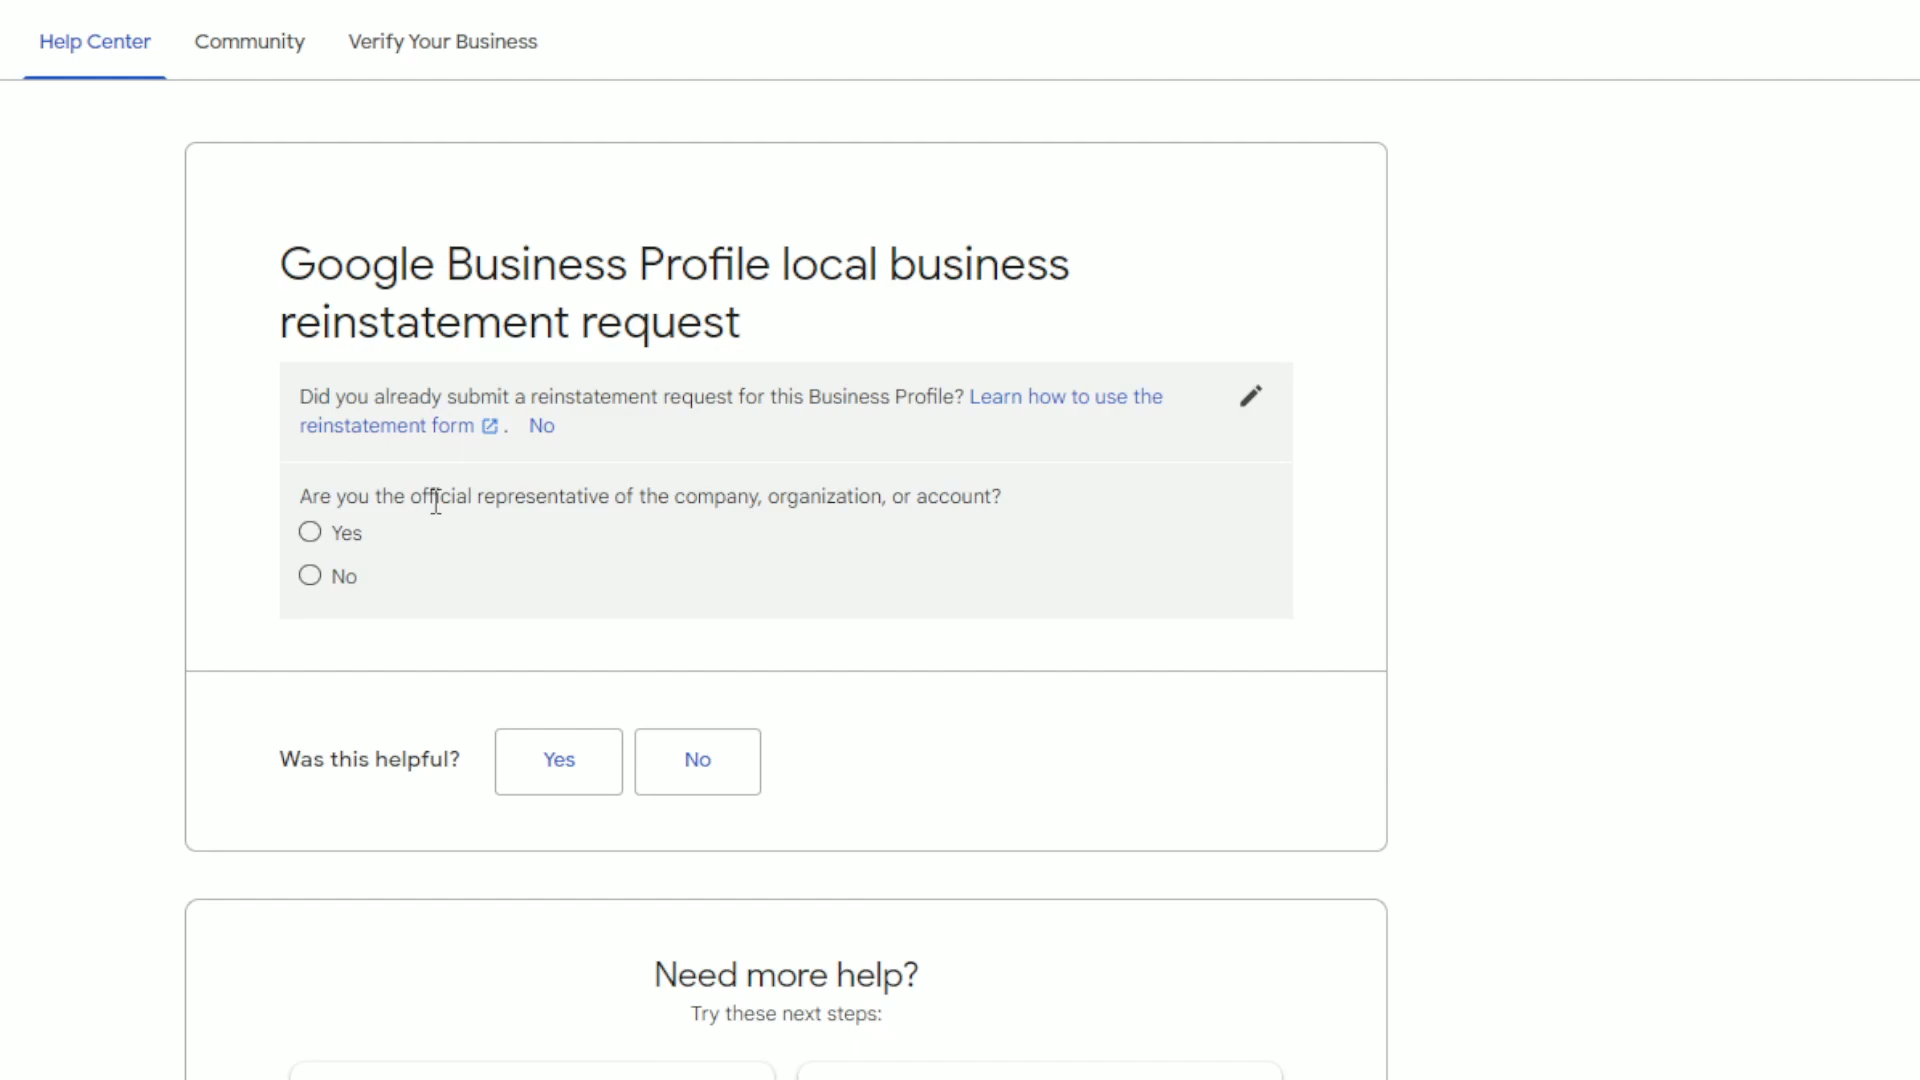 Help Center Community Verify Your Business
Google Business Profile local business
reinstatement request
Did you already submit a reinstatement request for this Business Profile? Learn how to use the
reinstatement form . No
Are you the official representative of the company, organization, or account?
Yes
No
Was this helpful? Yes No
Need more help?
Try these next steps: